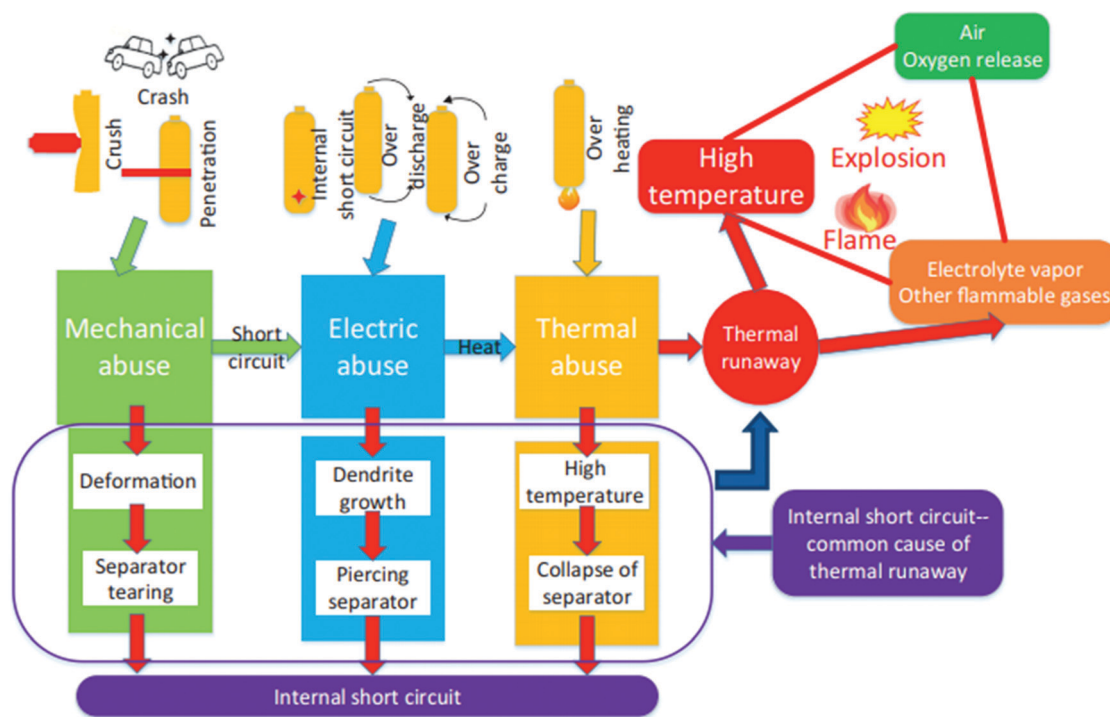 Crash
Crush
Penetration
Internal
short circuit
Over
discharge
Over
charge
Over
heating
Air
Oxygen release
High
temperature
Explosion
Flame
Electrolyte vapor
Other flammable gases
Mechanical
abuse
Short
circuit
Electric
abuse
Heat
Thermal
abuse
Thermal
runaway
Deformation
Separator
tearing
Dendrite
growth
Piercing
separator
High
temperature
Collapse of
separator
Internal short circuit--
common cause of
thermal runaway
Internal short circuit